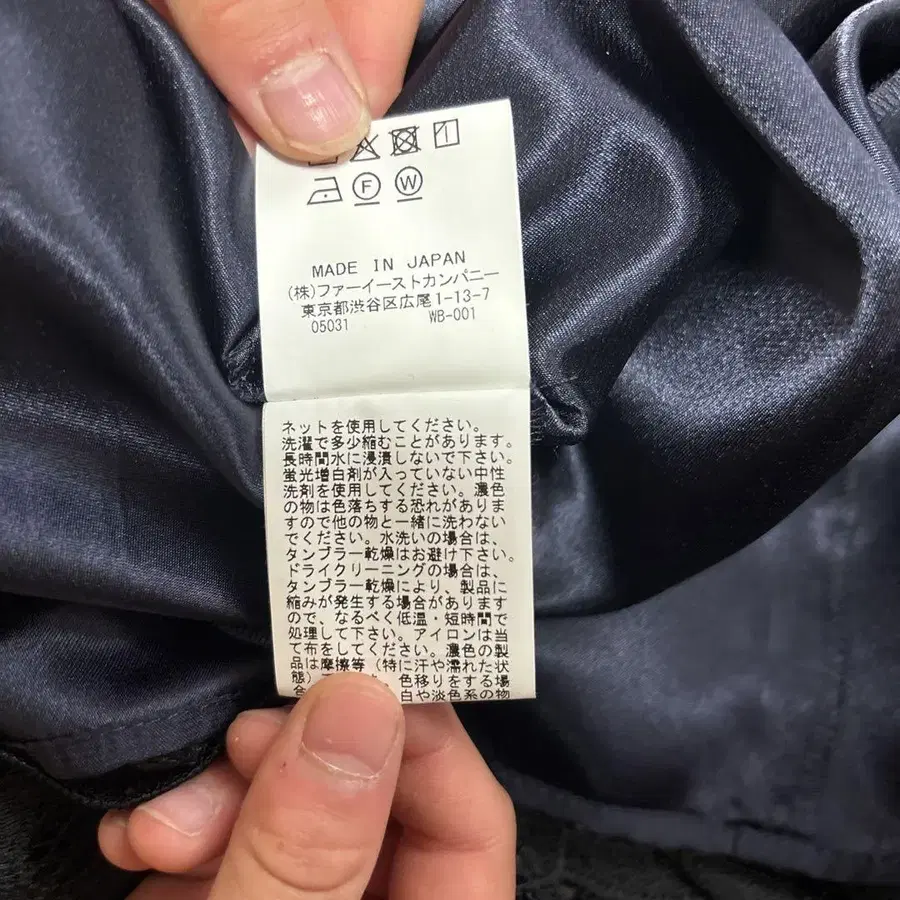 F W
MADE IN JAPAN
(株)ファーイーストカンパニー
東京都渋谷区広尾1-13-7
05031 WB-001
ネットを使用してください。
洗濯で多少縮むことがあります。
長時間水に浸漬しないで下さい。
蛍光増白剤が入っていない中性
洗剤を使用してください。濃色
の物は色落ちする恐れがありま
すので他の物と一緒に洗わない
でください。水洗いの場合は、
タンブラー乾燥はお避け下さい。
ドライクリーニングの場合は、
タンブラー乾燥により、製品に
縮みが発生する場合があります
ので、なるべく低温・短時間で
処理して下さい。アイロンは当
て布をしてください。濃色の製
品は摩擦等(特に汗や濡れた状
態) 色移りをする場
合 白や淡色系の物